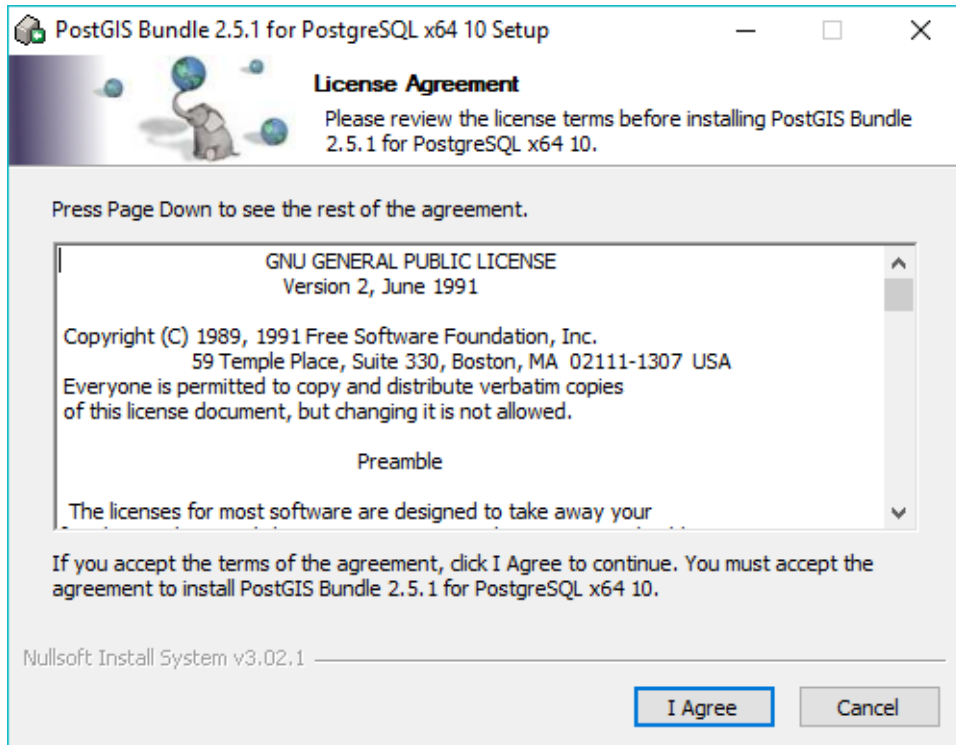 PostGIS Bundle 2.5.1 for PostgreSQL x64 10 Setup
License Agreement
Please review the license terms before installing PostGIS Bundle
2.5.1 for PostgreSQL x64 10.
Press Page Down to see the rest of the agreement.
GNU GENERAL PUBLIC LICENSE
Version 2, June 1991
Copyright (C) 1989, 1991 Free Software Foundation, Inc.
59 Temple Place, Suite 330, Boston, MA 02111-1307 USA
Everyone is permitted to copy and distribute verbatim copies
of this license document, but changing it is not allowed.
Preamble
The licenses for most software are designed to take away your
If you accept the terms of the agreement, click I Agree to continue. You must accept the
agreement to install PostGIS Bundle 2.5.1 for PostgreSQL x64 10.
Nullsoft Install System v3.02.1
I Agree
Cancel